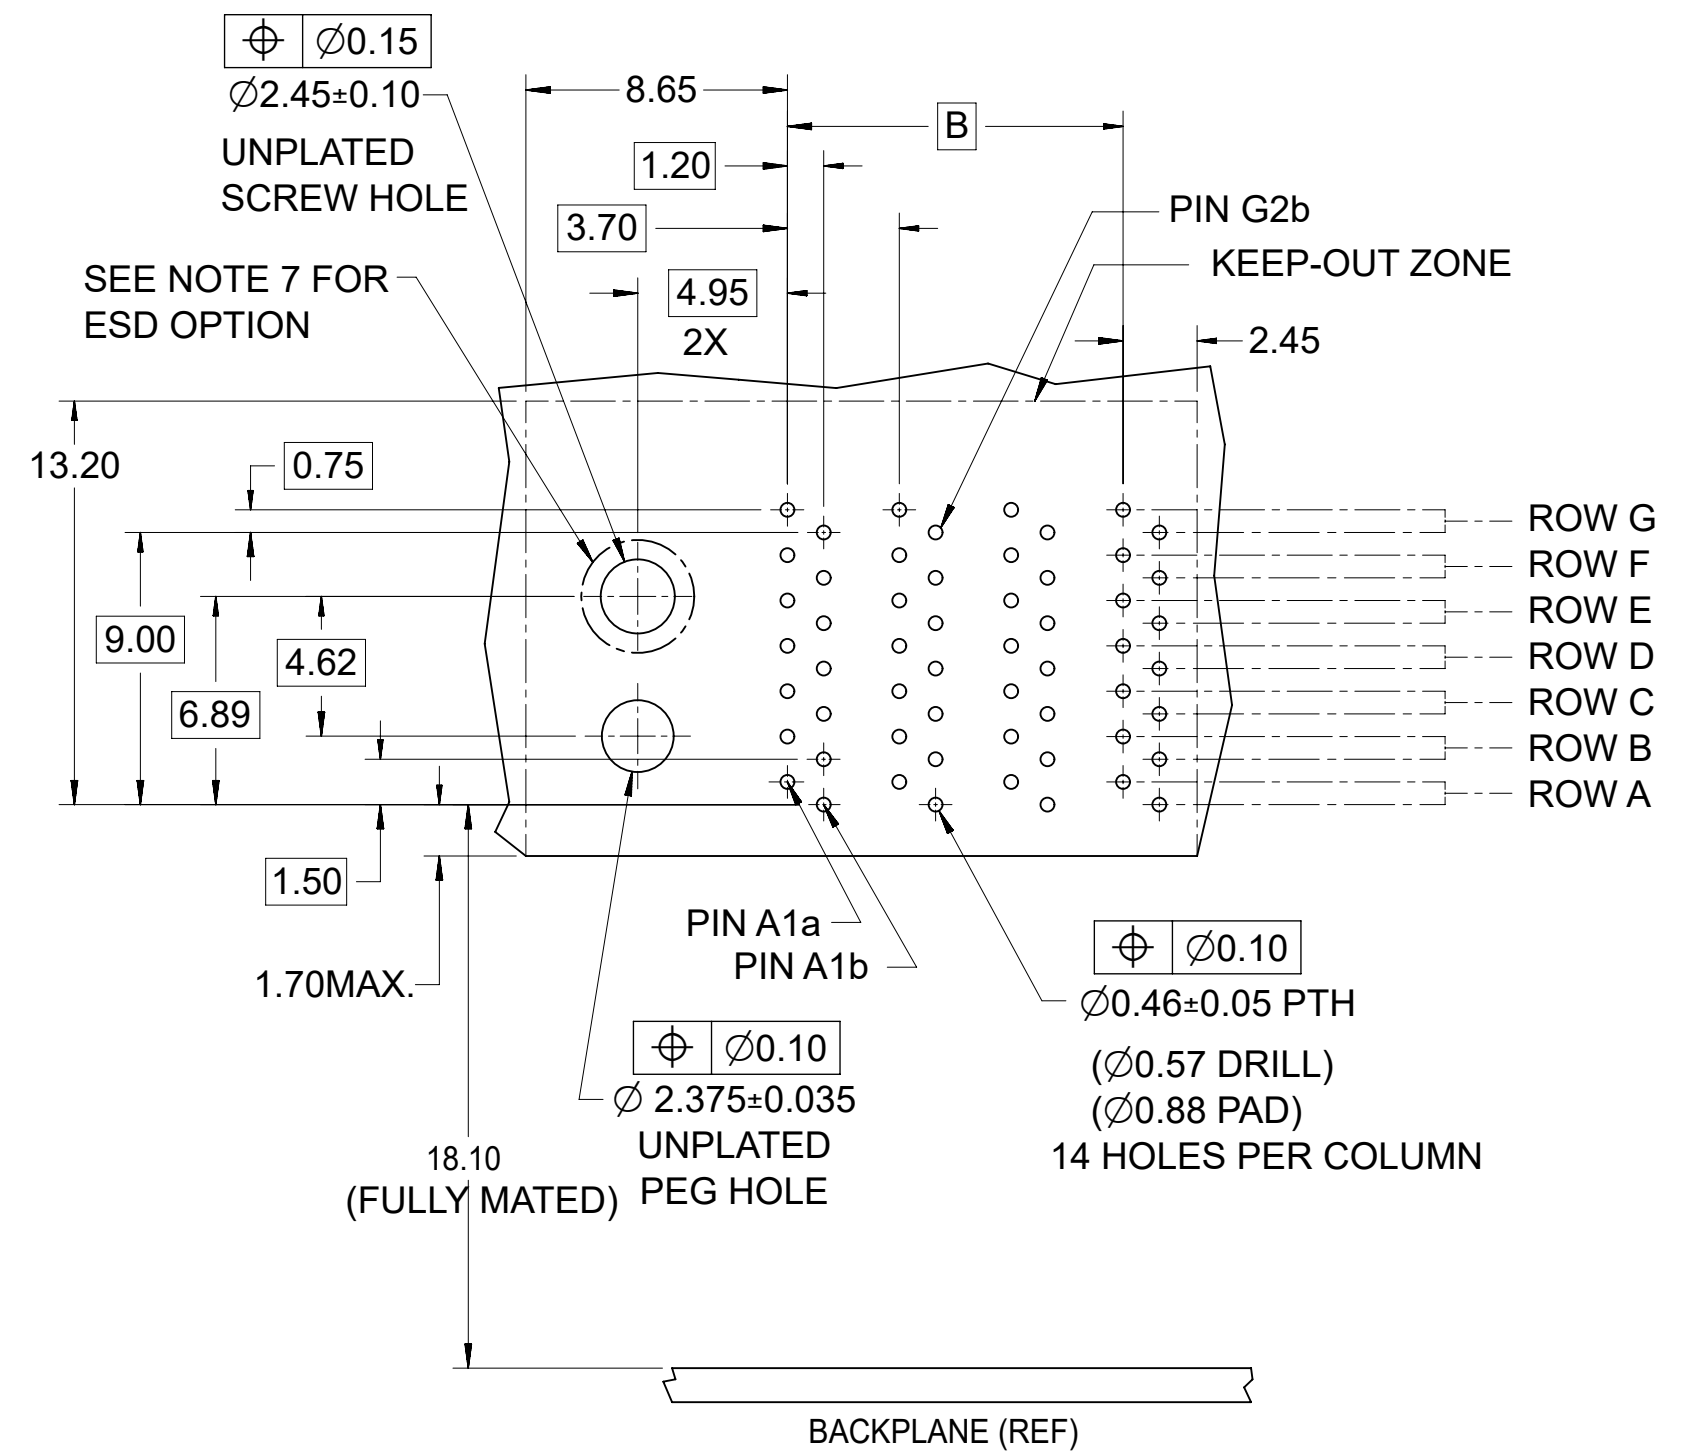 ⌖ ∅0.15
∅2.45±0.10
UNPLATED
SCREW HOLE
8.65
B
1.20
3.70
PIN G2b
KEEP-OUT ZONE
SEE NOTE 7 FOR
ESD OPTION
4.95
2X
2.45
13.20
0.75
ROW G
ROW F
ROW E
ROW D
ROW C
ROW B
ROW A
9.00
4.62
6.89
1.50
1.70MAX.
PIN A1a
PIN A1b
⌖ ∅0.10
∅0.46±0.05 PTH
(∅0.57 DRILL)
(∅0.88 PAD)
14 HOLES PER COLUMN
⌖ ∅0.10
∅ 2.375±0.035
UNPLATED
PEG HOLE
18.10
(FULLY MATED)
BACKPLANE (REF)